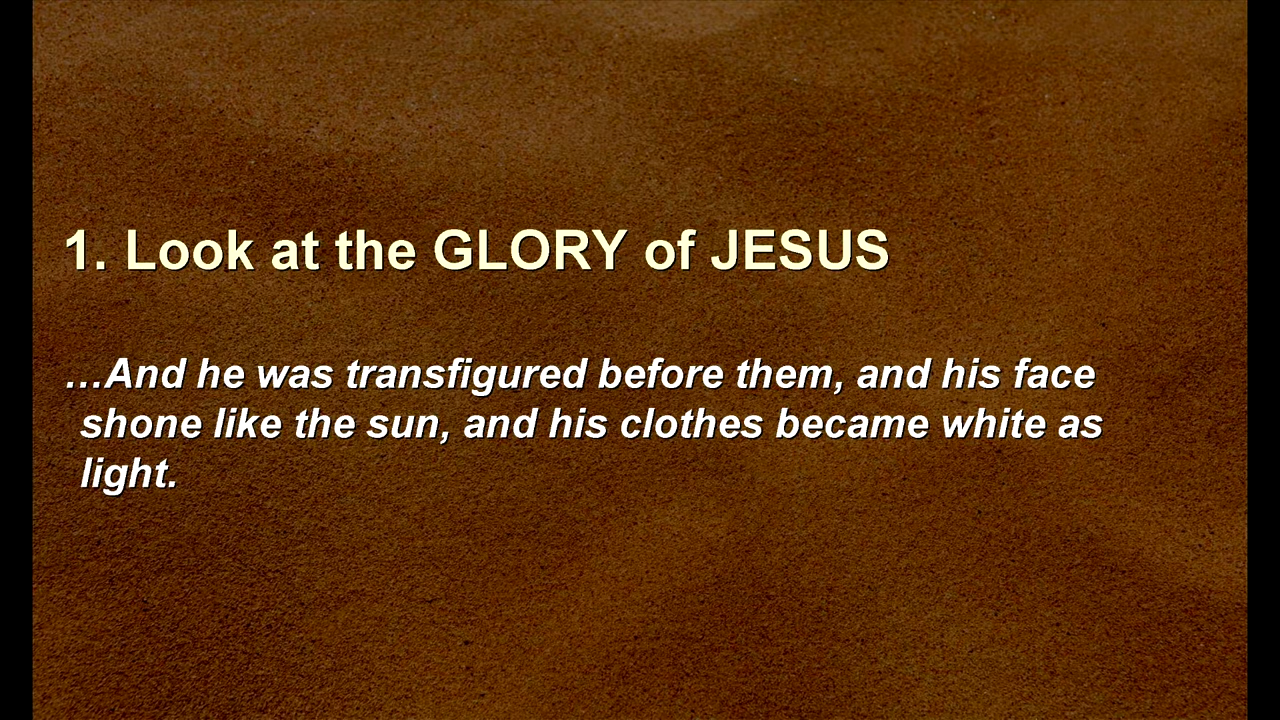 1. Look at the GLORY of JESUS
…And he was transfigured before them, and his face
shone like the sun, and his clothes became white as
light.